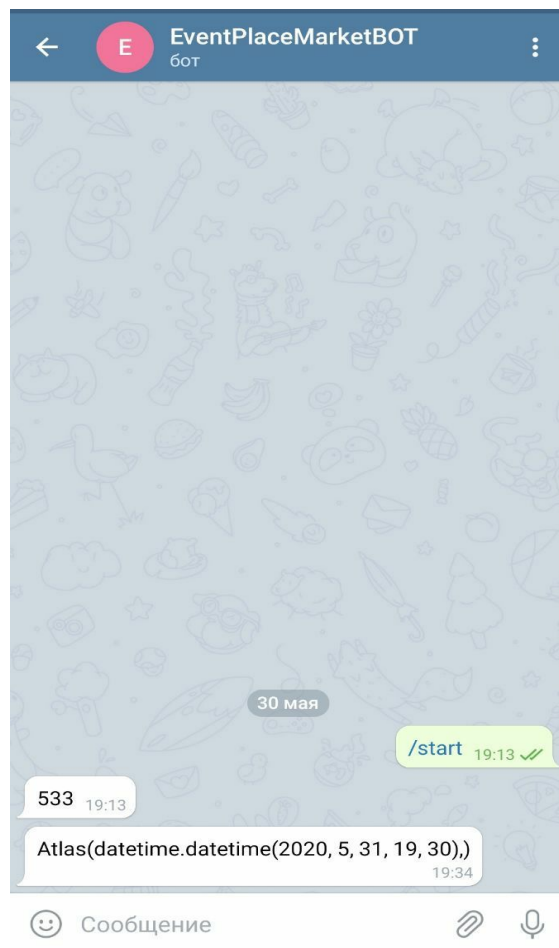 E
EventPlaceMarketBOT
бот
30 мая
/start 19:13
533 19:13
Atlas(datetime.datetime(2020, 5, 31, 19, 30),)
19:34
Сообщение